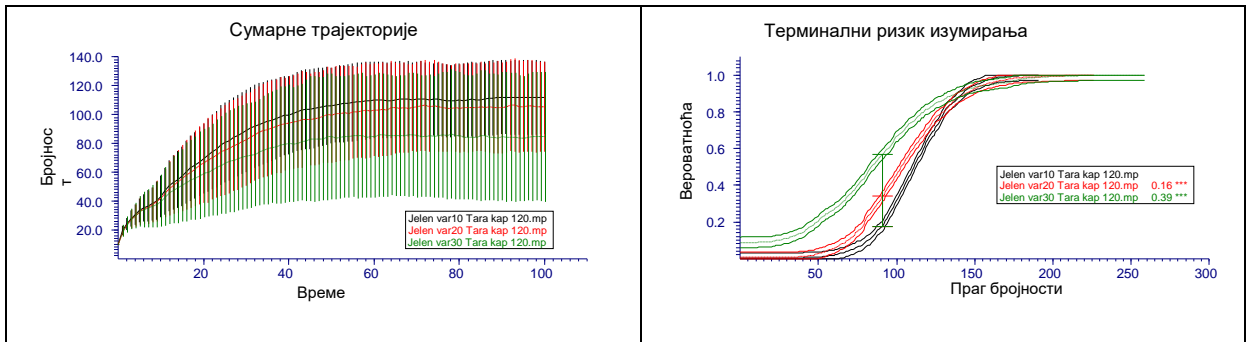 Сумарне трајекторије
140.0
120.0
100.0
80.0
60.0
40.0
20.0
Бројнос
т
Jelen var10 Tara kap 120.mp
Jelen var20 Tara kap 120.mp
Jelen var30 Tara kap 120.mp
20
40
60
80
100
Време
Терминални ризик изумирања
1.0
0.8
0.6
0.4
0.2
Вероватноћа
Jelen var10 Tara kap 120.mp
Jelen var20 Tara kap 120.mp 0.16 ***
Jelen var30 Tara kap 120.mp 0.39 ***
50
100
150
200
250
300
Праг бројности